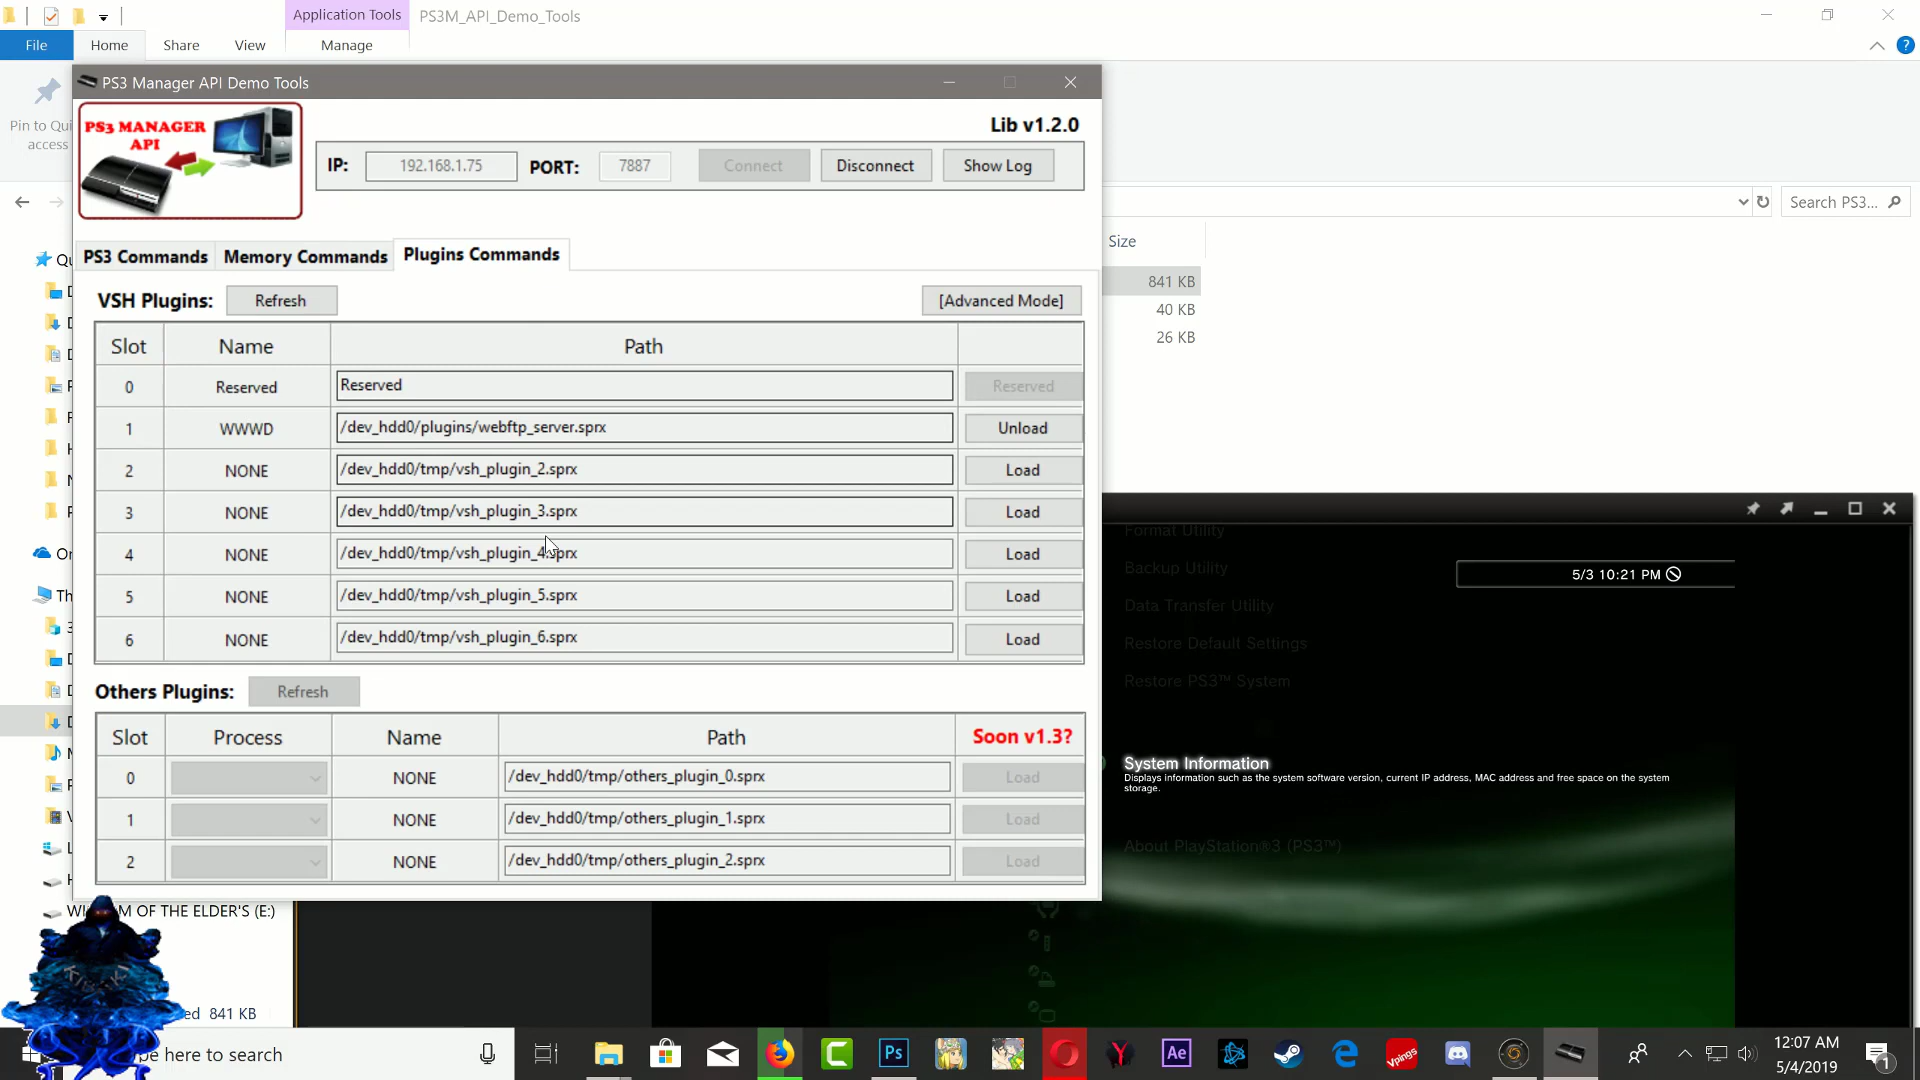 Application Tools PS3M_API_Demo_Tools
File Home Share View Manage
PS3 Manager API Demo Tools
Pin to Qui
access
PS3 MANAGER
API
Lib v1.2.0
IP: 192.168.1.75 PORT: 7887 Connect Disconnect Show Log
Search PS3...
PS3 Commands Memory Commands Plugins Commands
Size
841 KB
40 KB
26 KB
VSH Plugins: Refresh [Advanced Mode]
Slot Name Path
0 Reserved Reserved Reserved
1 WWWD /dev_hdd0/plugins/webftp_server.sprx Unload
2 NONE /dev_hdd0/tmp/vsh_plugin_2.sprx Load
3 NONE /dev_hdd0/tmp/vsh_plugin_3.sprx Load
4 NONE /dev_hdd0/tmp/vsh_plugin_4.sprx Load
5 NONE /dev_hdd0/tmp/vsh_plugin_5.sprx Load
6 NONE /dev_hdd0/tmp/vsh_plugin_6.sprx Load
Others Plugins: Refresh
Slot Process Name Path Soon v1.3?
0 NONE /dev_hdd0/tmp/others_plugin_0.sprx Load
1 NONE /dev_hdd0/tmp/others_plugin_1.sprx Load
2 NONE /dev_hdd0/tmp/others_plugin_2.sprx Load
Format Utility
Backup Utility
5/3 10:21 PM
Data Transfer Utility
Restore Default Settings
Restore PS3™ System
System Information
Displays information such as the system software version, current IP address, MAC address and free space on the system
storage.
About PlayStation®3 (PS3™)
OF THE ELDER'S (E:)
841 KB
here to search
Ps
Ae
Vpings
12:07 AM
5/4/2019
1